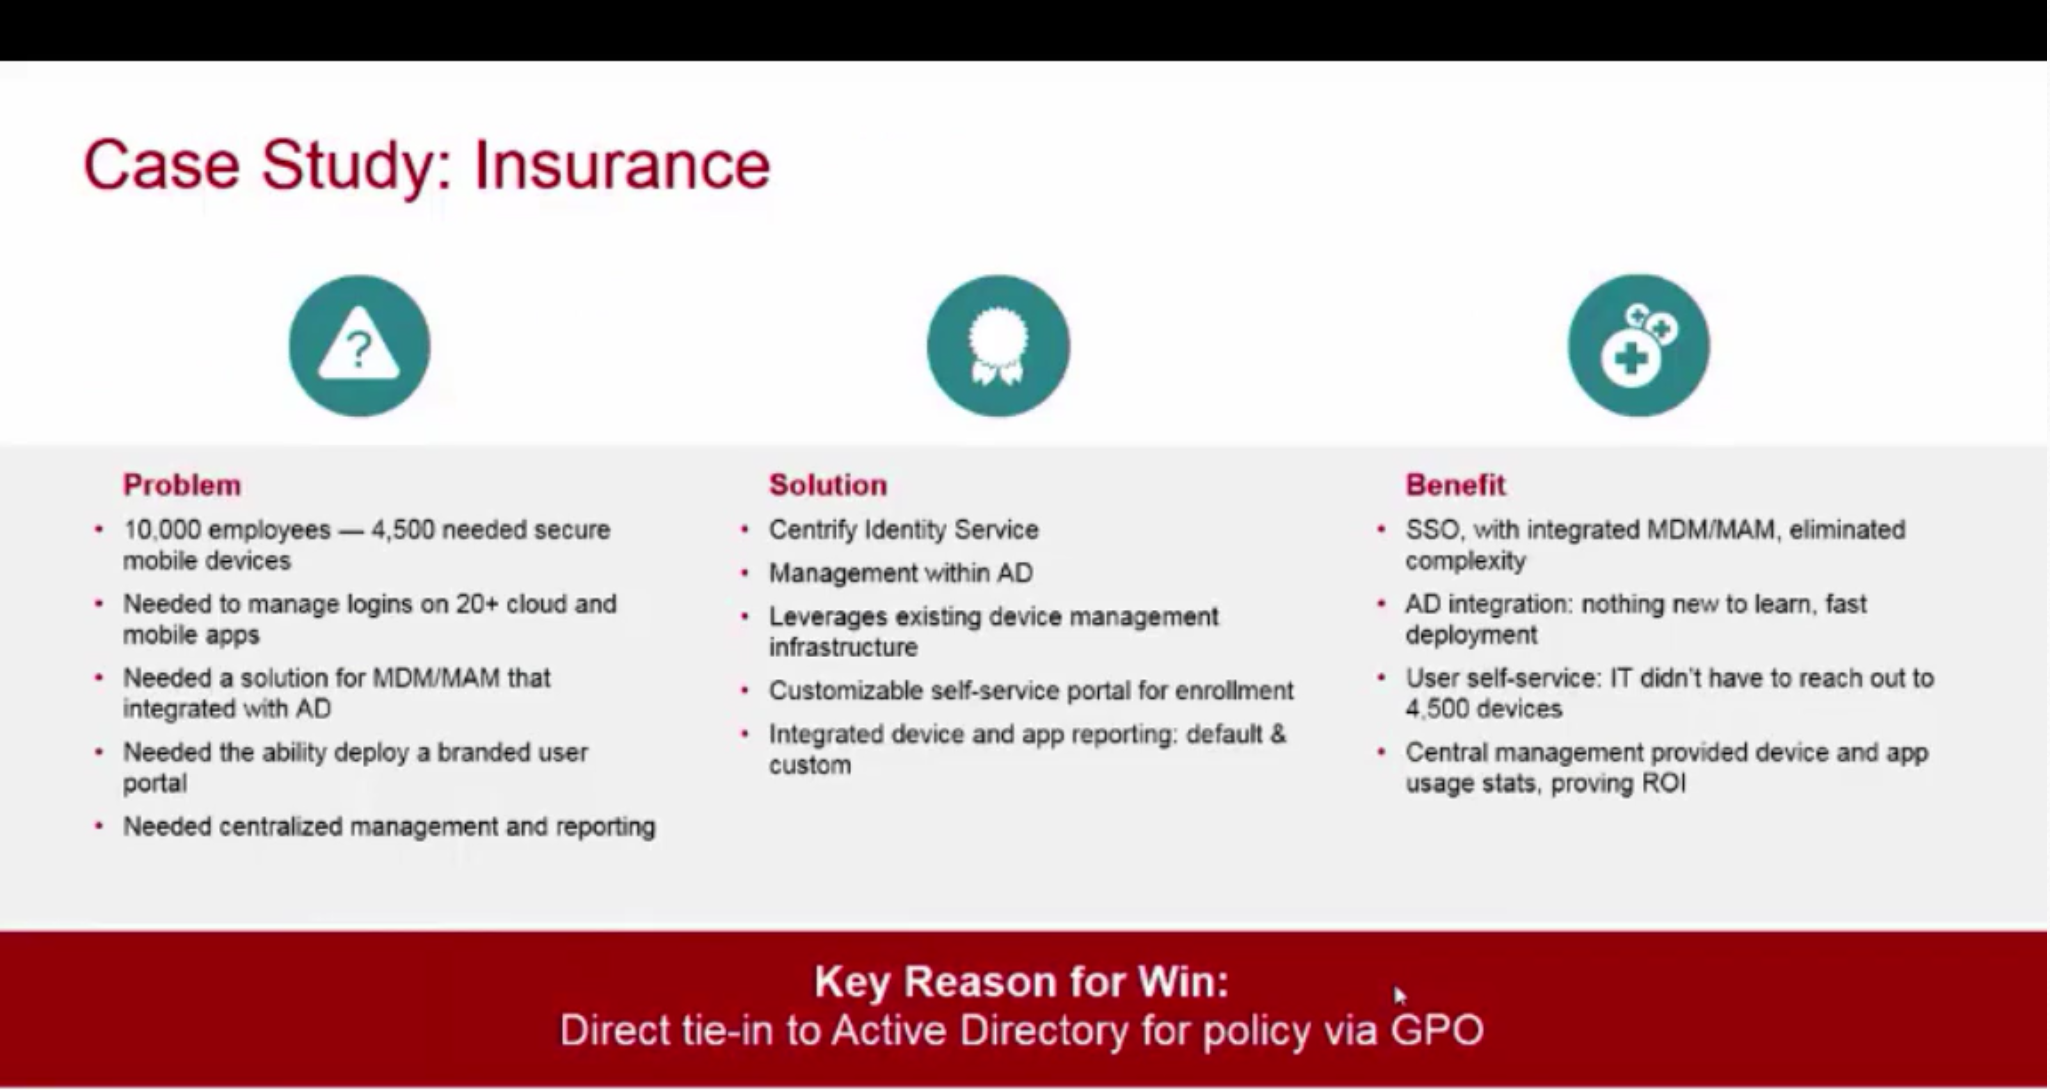 Case Study: Insurance
?
Problem
• 10,000 employees — 4,500 needed secure
mobile devices
• Needed to manage logins on 20+ cloud and
mobile apps
• Needed a solution for MDM/MAM that
integrated with AD
• Needed the ability deploy a branded user
portal
• Needed centralized management and reporting
Solution
• Centrify Identity Service
• Management within AD
• Leverages existing device management
infrastructure
• Customizable self-service portal for enrollment
• Integrated device and app reporting: default &
custom
Benefit
• SSO, with integrated MDM/MAM, eliminated
complexity
• AD integration: nothing new to learn, fast
deployment
• User self-service: IT didn't have to reach out to
4,500 devices
• Central management provided device and app
usage stats, proving ROI
Key Reason for Win:
Direct tie-in to Active Directory for policy via GPO